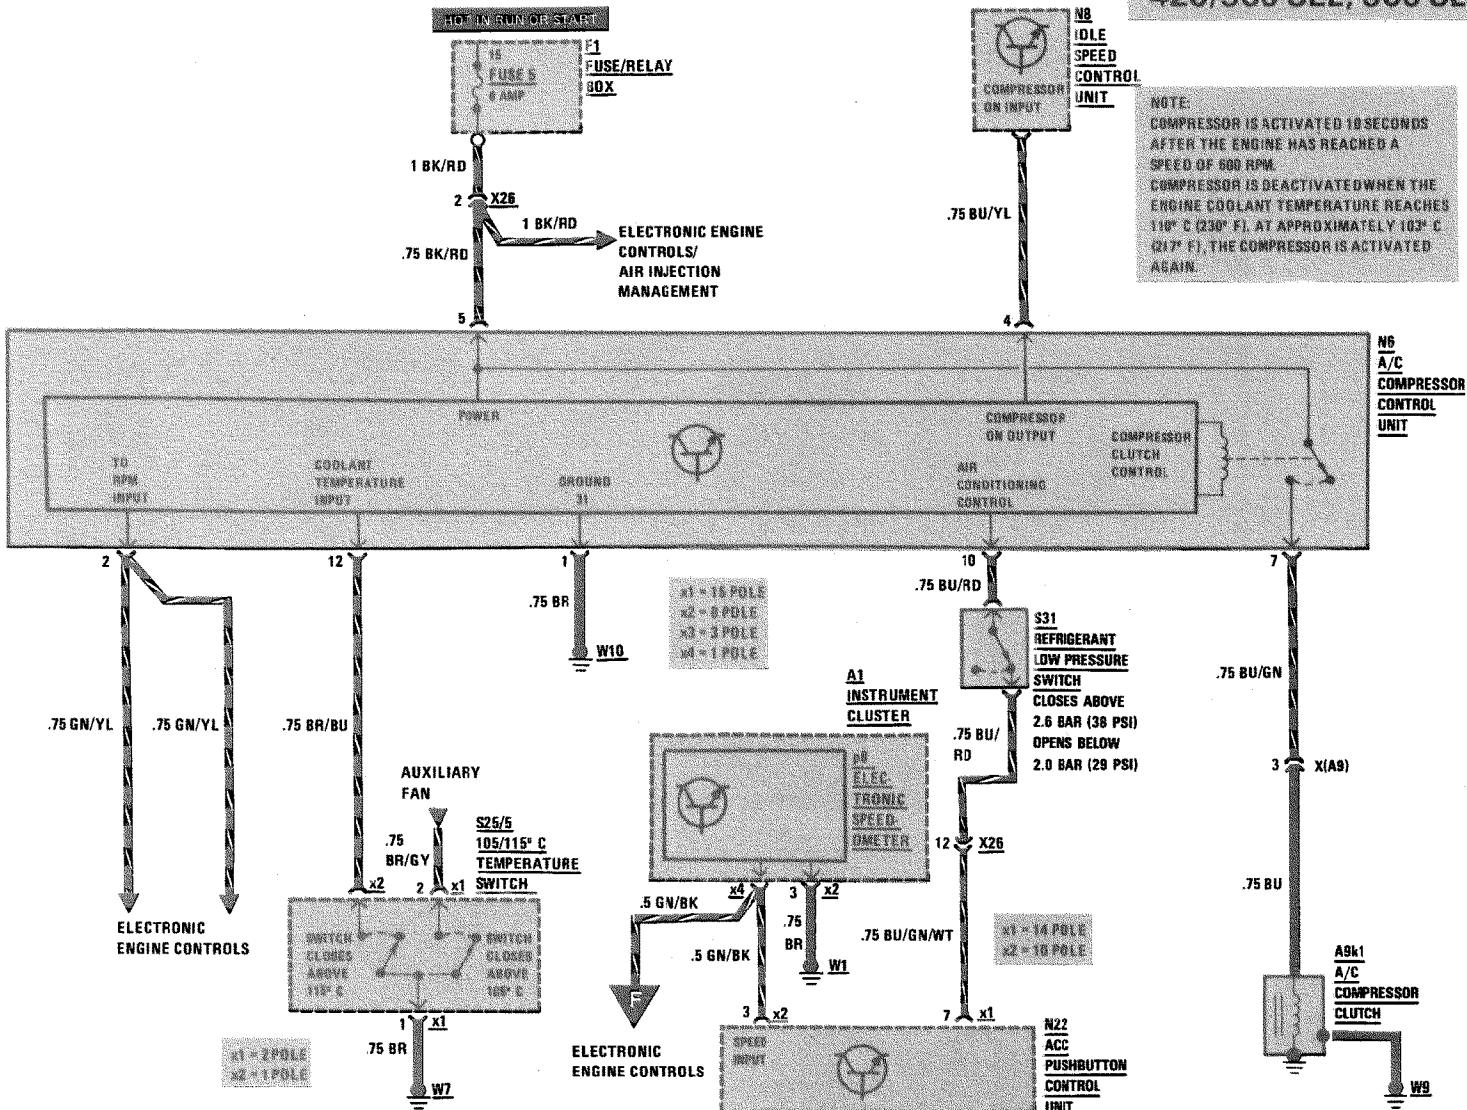 HOT IN RUN OR START
15
FUSE 5
8 AMP
F1
FUSE/RELAY
BOX
COMPRESSOR
ON INPUT
N8
IDLE
SPEED
CONTROL
UNIT
NOTE:
COMPRESSOR IS ACTIVATED 10 SECONDS
AFTER THE ENGINE HAS REACHED A
SPEED OF 600 RPM.
COMPRESSOR IS DEACTIVATED WHEN THE
ENGINE COOLANT TEMPERATURE REACHES
110° C (230° F). AT APPROXIMATELY 103° C
(217° F), THE COMPRESSOR IS ACTIVATED
AGAIN.
1 BK/RD
2 X26
1 BK/RD
.75 BK/RD
ELECTRONIC ENGINE
CONTROLS/
AIR INJECTION
MANAGEMENT
.75 BU/YL
5
4
N6
A/C
COMPRESSOR
CONTROL
UNIT
POWER
COMPRESSOR
ON OUTPUT
COMPRESSOR
CLUTCH
CONTROL
TD
RPM
INPUT
COOLANT
TEMPERATURE
INPUT
GROUND
31
AIR
CONDITIONING
CONTROL
2
12
1
10
7
.75 BR
W10
x1 = 15 POLE
x2 = 8 POLE
x3 = 3 POLE
x4 = 1 POLE
.75 BU/RD
S31
REFRIGERANT
LOW PRESSURE
SWITCH
CLOSES ABOVE
2.6 BAR (38 PSI)
OPENS BELOW
2.0 BAR (29 PSI)
.75 BU/GN
.75 GN/YL
.75 GN/YL
.75 BR/BU
A1
INSTRUMENT
CLUSTER
p8
ELEC-
TRONIC
SPEED-
OMETER
.75 BU/
RD
3 X(A9)
AUXILIARY
FAN
.75
BR/GY
S25/5
105/115° C
TEMPERATURE
SWITCH
12 X26
x2
2 x1
x4
3 x2
.75 BU
ELECTRONIC
ENGINE CONTROLS
SWITCH
CLOSES
ABOVE
115° C
SWITCH
CLOSES
ABOVE
105° C
.5 GN/BK
.5 GN/BK
.75
BR
W1
.75 BU/GN/WT
x1 = 14 POLE
x2 = 10 POLE
A9k1
A/C
COMPRESSOR
CLUTCH
F
1 x1
.75 BR
W7
x1 = 2 POLE
x2 = 1 POLE
ELECTRONIC
ENGINE CONTROLS
3 x2
7 x1
SPEED
INPUT
N22
ACC
PUSHBUTTON
CONTROL
UNIT
W9